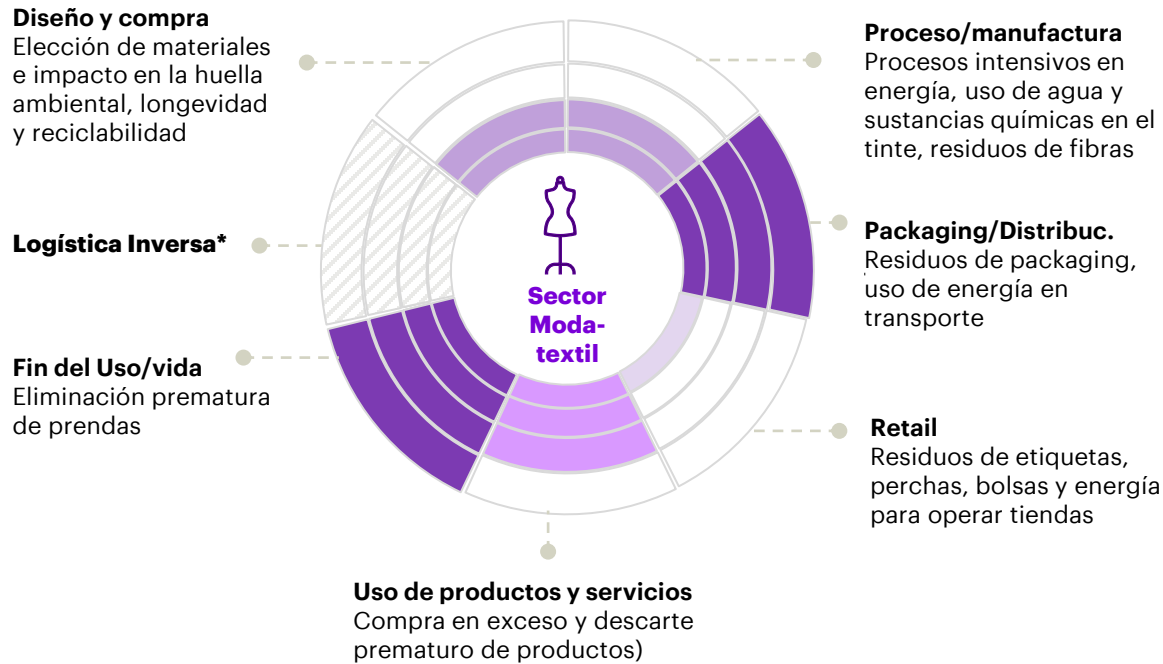 Diseño y compra
Elección de materiales
e impacto en la huella
ambiental, longevidad
y reciclabilidad
Proceso/manufactura
Procesos intensivos en
energía, uso de agua y
sustancias químicas en el
tinte, residuos de fibras
Logística Inversa*
Sector
Moda-
textil
Packaging/Distribuc.
Residuos de packaging,
uso de energía en
transporte
Fin del Uso/vida
Eliminación prematura
de prendas
Retail
Residuos de etiquetas,
perchas, bolsas y energía
para operar tiendas
Uso de productos y servicios
Compra en exceso y descarte
prematuro de productos)